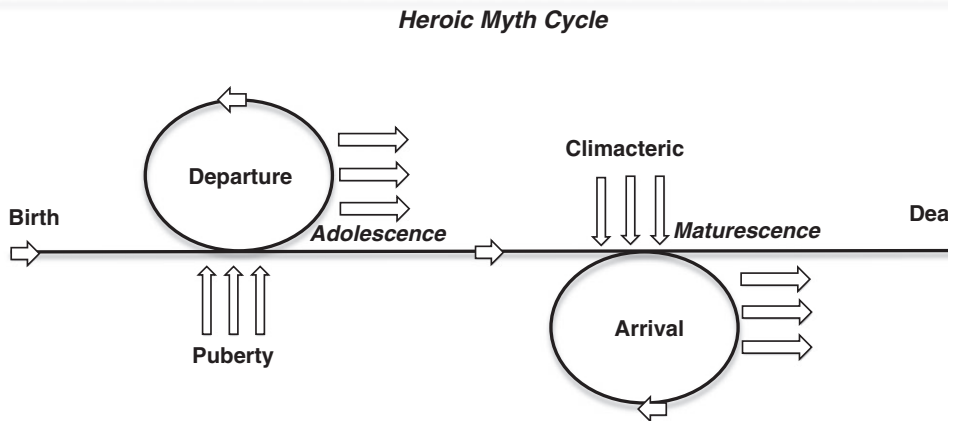 Heroic Myth Cycle
Departure
Climacteric
Birth
Adolescence
Maturescence
Dea
Puberty
Arrival